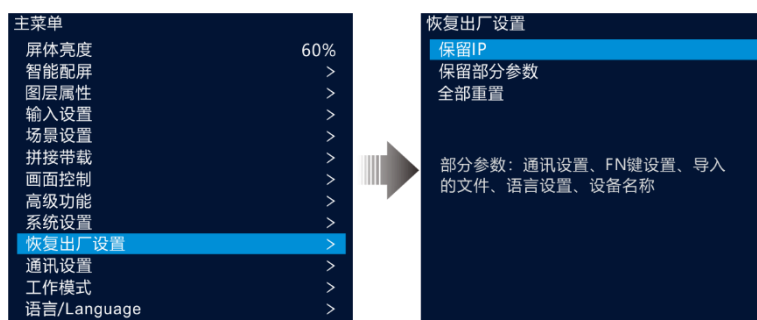 主菜单
屏体亮度 60%
智能配屏 >
图层属性 >
输入设置 >
场景设置 >
拼接带载 >
画面控制 >
高级功能 >
系统设置 >
恢复出厂设置 >
通讯设置 >
工作模式 >
语言/Language >
恢复出厂设置
保留IP
保留部分参数
全部重置
部分参数：通讯设置、FN键设置、导入
的文件、语言设置、设备名称